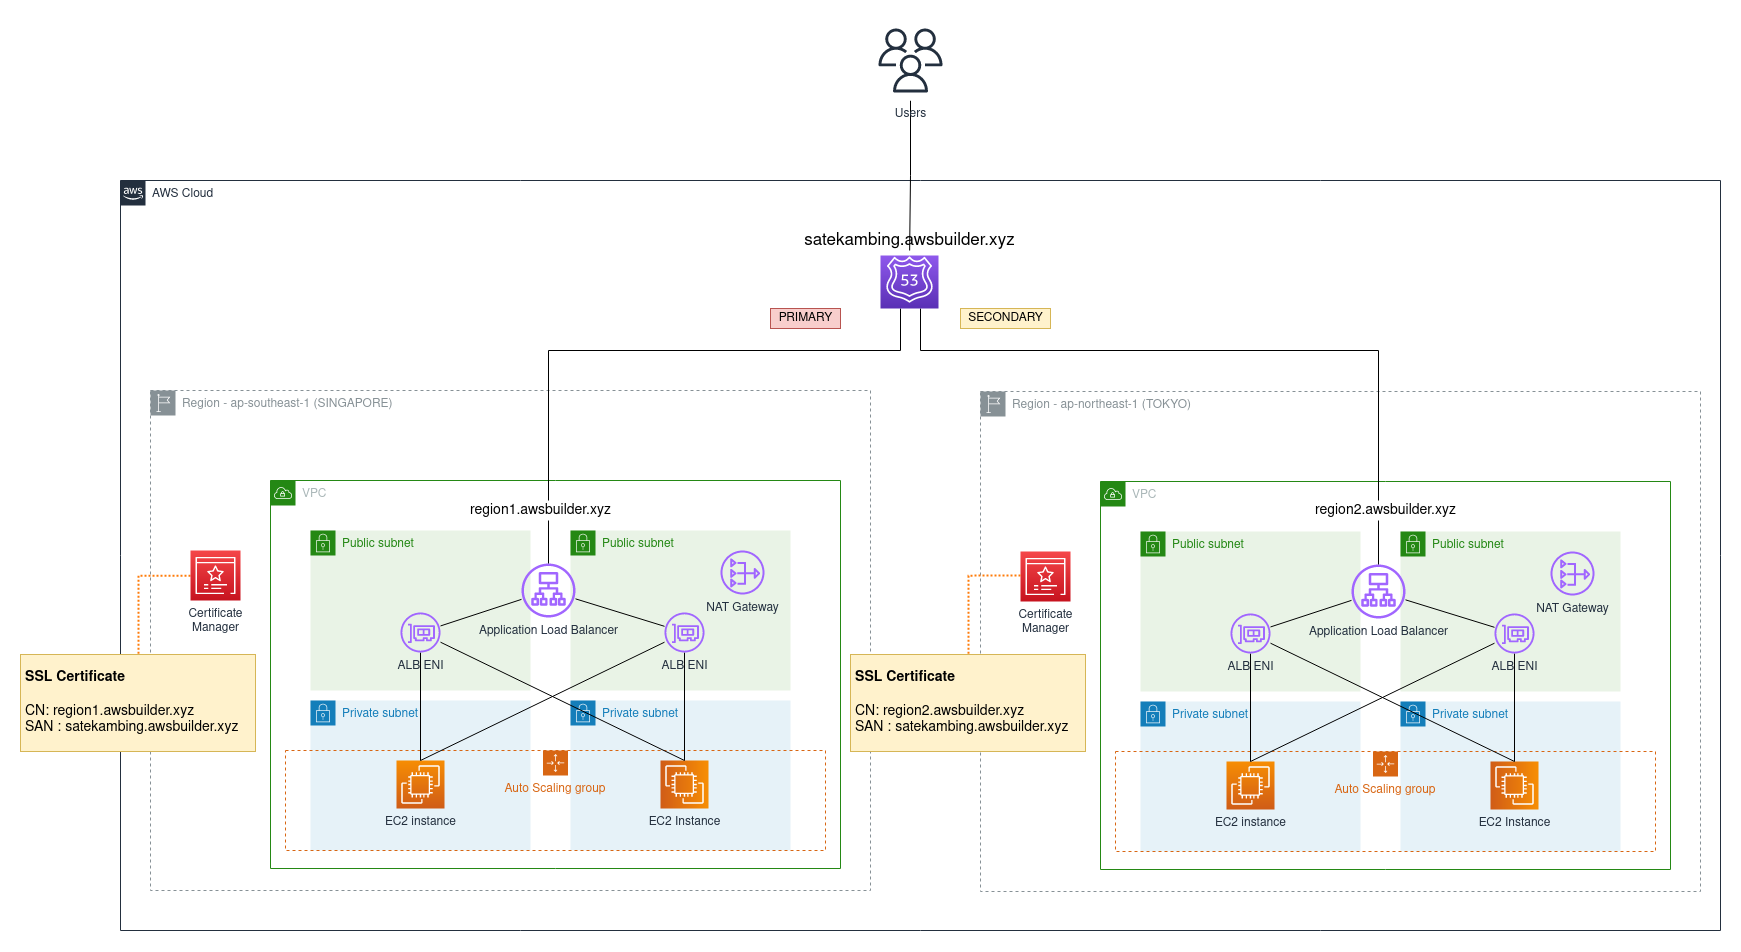 Users
aws
AWS Cloud
satekambing.awsbuilder.xyz
53
PRIMARY
SECONDARY
Region - ap-southeast-1 (SINGAPORE)
VPC
region1.awsbuilder.xyz
Public subnet
Public subnet
NAT Gateway
Application Load Balancer
ALB ENI
ALB ENI
Certificate
Manager
SSL Certificate
CN: region1.awsbuilder.xyz
SAN : satekambing.awsbuilder.xyz
Private subnet
Private subnet
Auto Scaling group
EC2 instance
EC2 Instance
Region - ap-northeast-1 (TOKYO)
VPC
region2.awsbuilder.xyz
Public subnet
Public subnet
NAT Gateway
Application Load Balancer
ALB ENI
ALB ENI
Certificate
Manager
SSL Certificate
CN: region2.awsbuilder.xyz
SAN : satekambing.awsbuilder.xyz
Private subnet
Private subnet
Auto Scaling group
EC2 instance
EC2 Instance